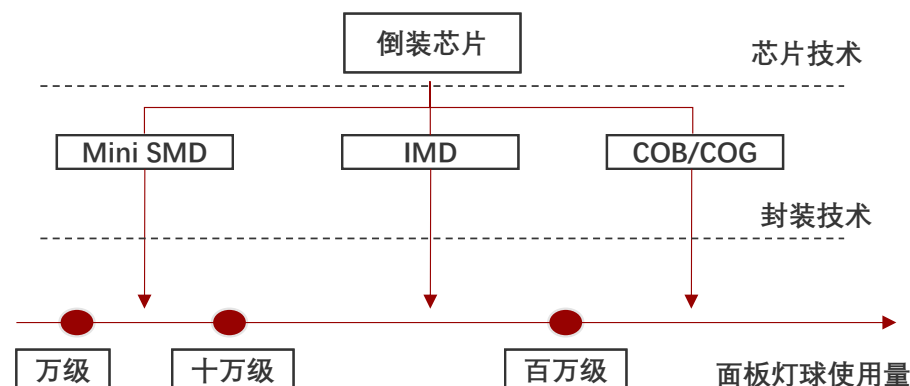 倒装芯片
芯片技术
Mini SMD
IMD
COB/COG
封装技术
万级
十万级
百万级
面板灯球使用量